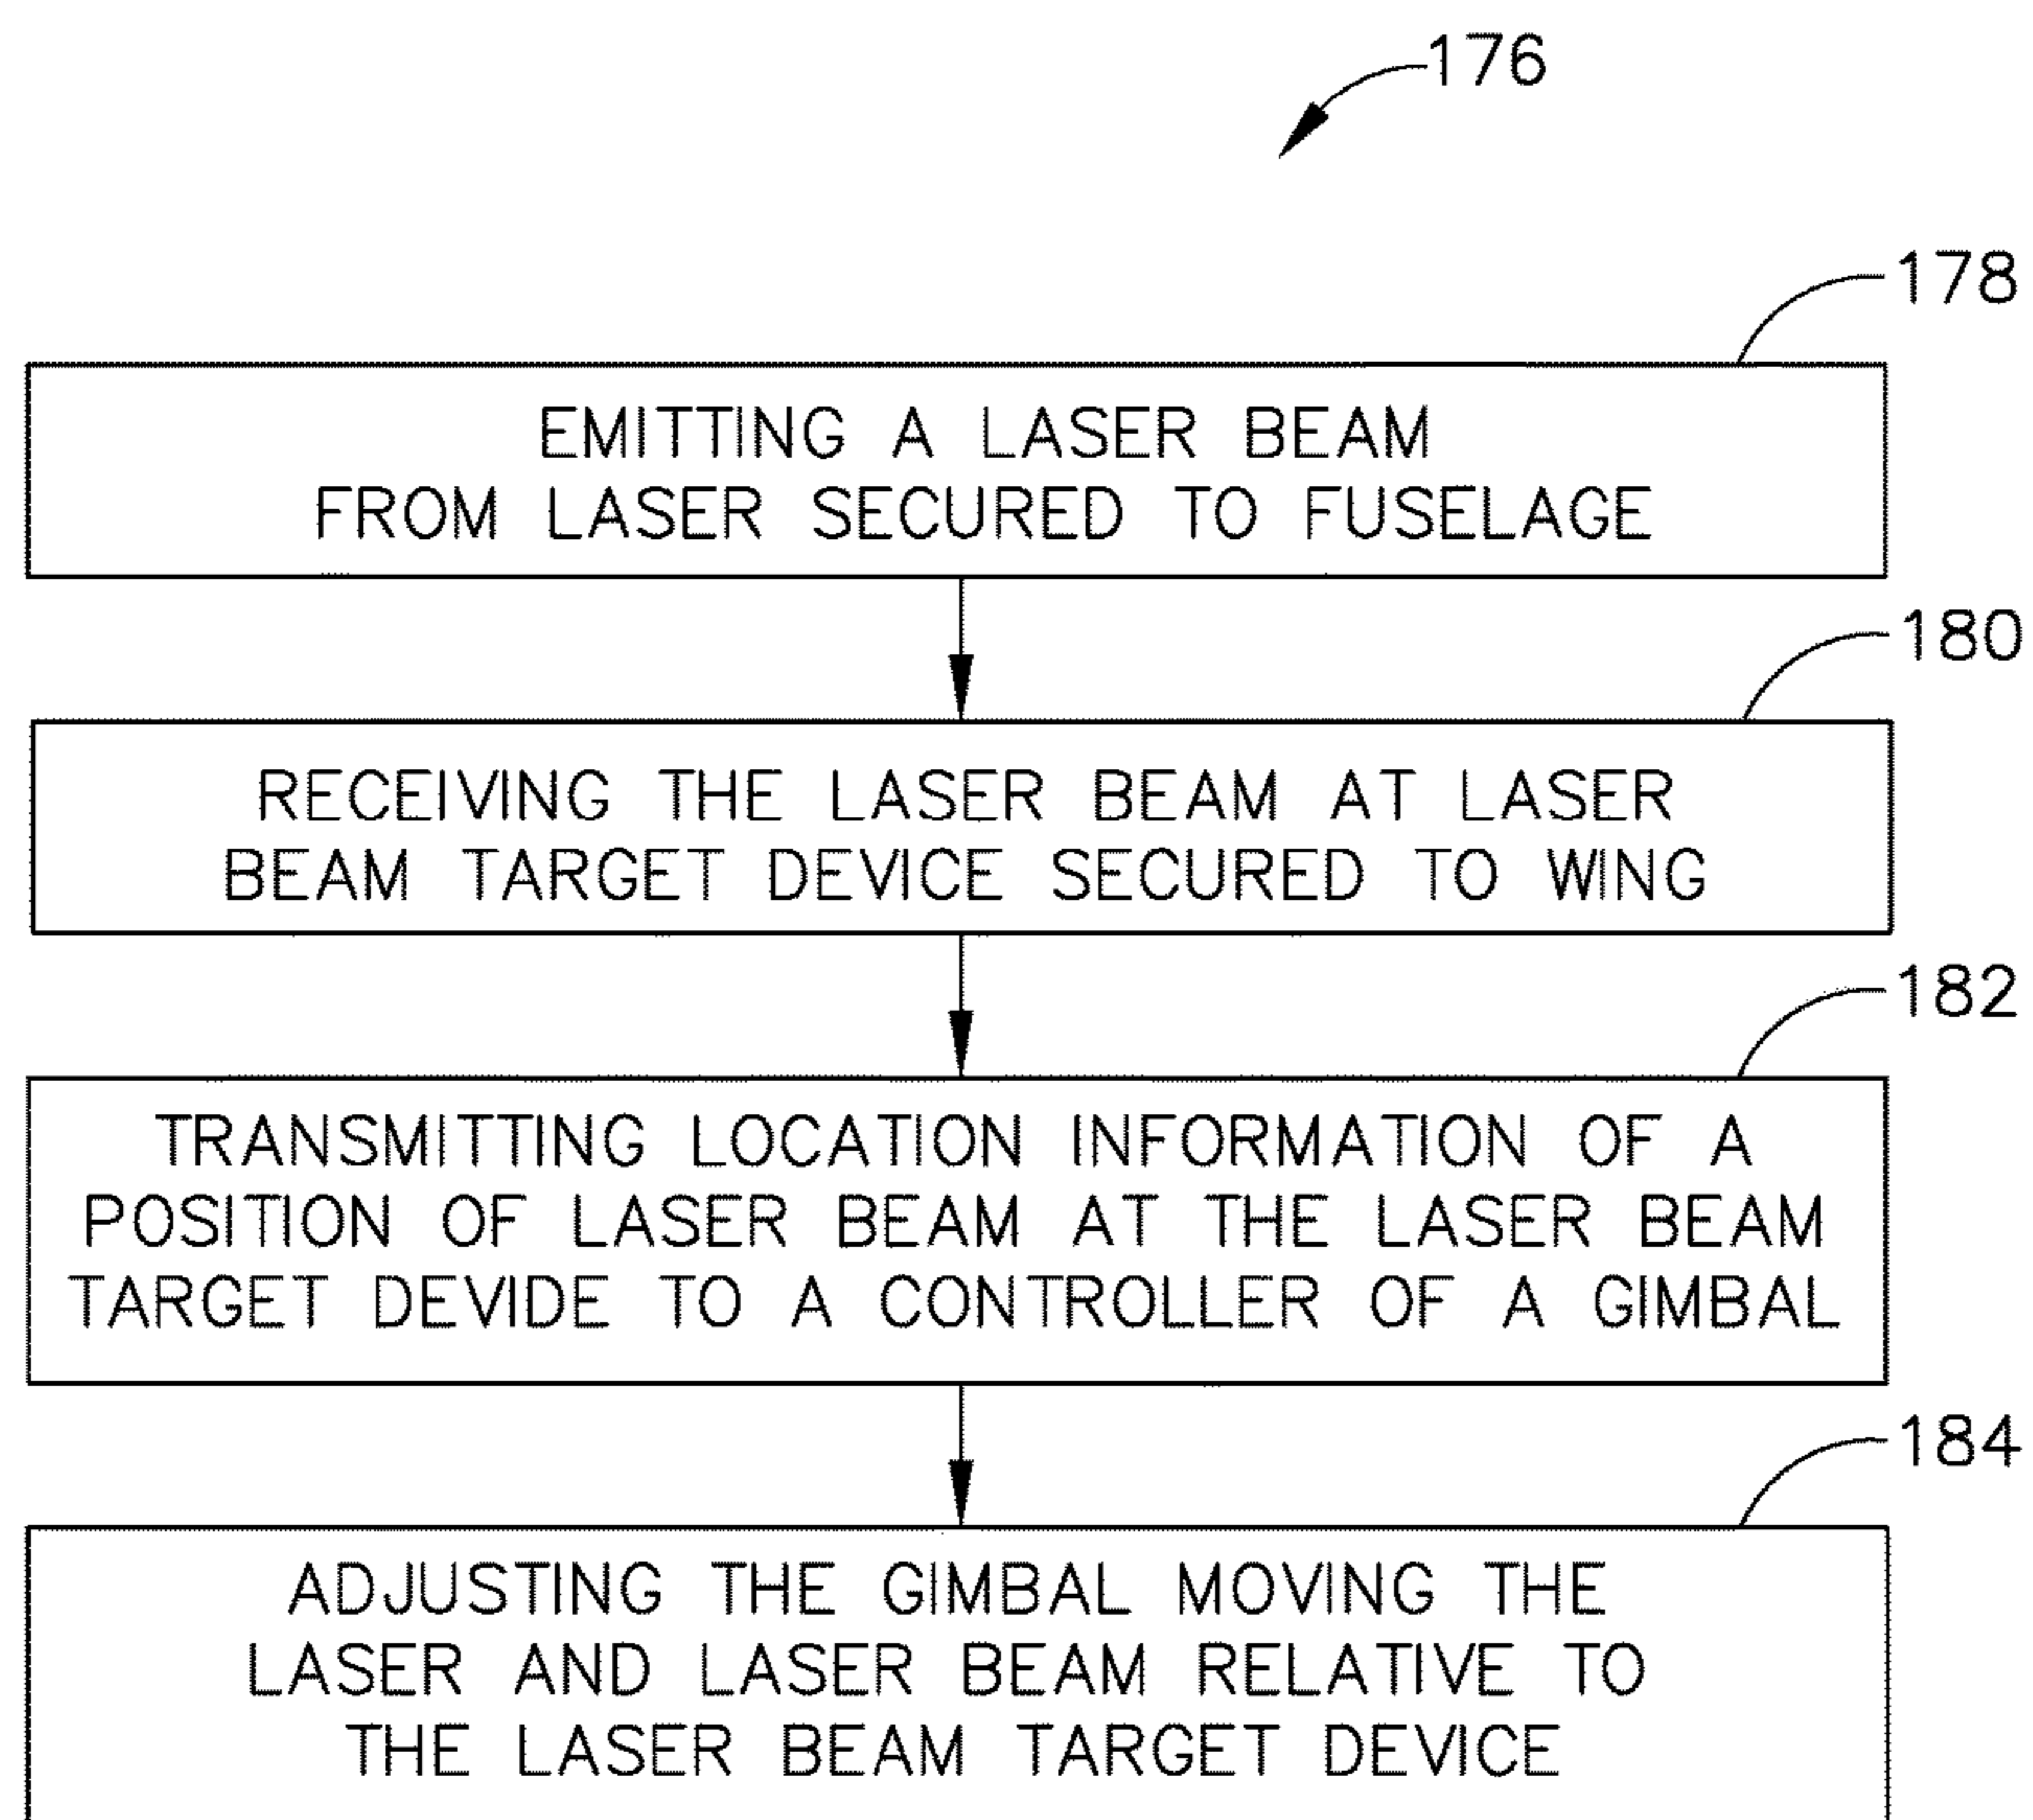 176
178
EMITTING A LASER BEAM
FROM LASER SECURED TO FUSELAGE
180
RECEIVING THE LASER BEAM AT LASER
BEAM TARGET DEVICE SECURED TO WING
182
TRANSMITTING LOCATION INFORMATION OF A
POSITION OF LASER BEAM AT THE LASER BEAM
TARGET DEVIDE TO A CONTROLLER OF A GIMBAL
184
ADJUSTING THE GIMBAL MOVING THE
LASER AND LASER BEAM RELATIVE TO
THE LASER BEAM TARGET DEVICE